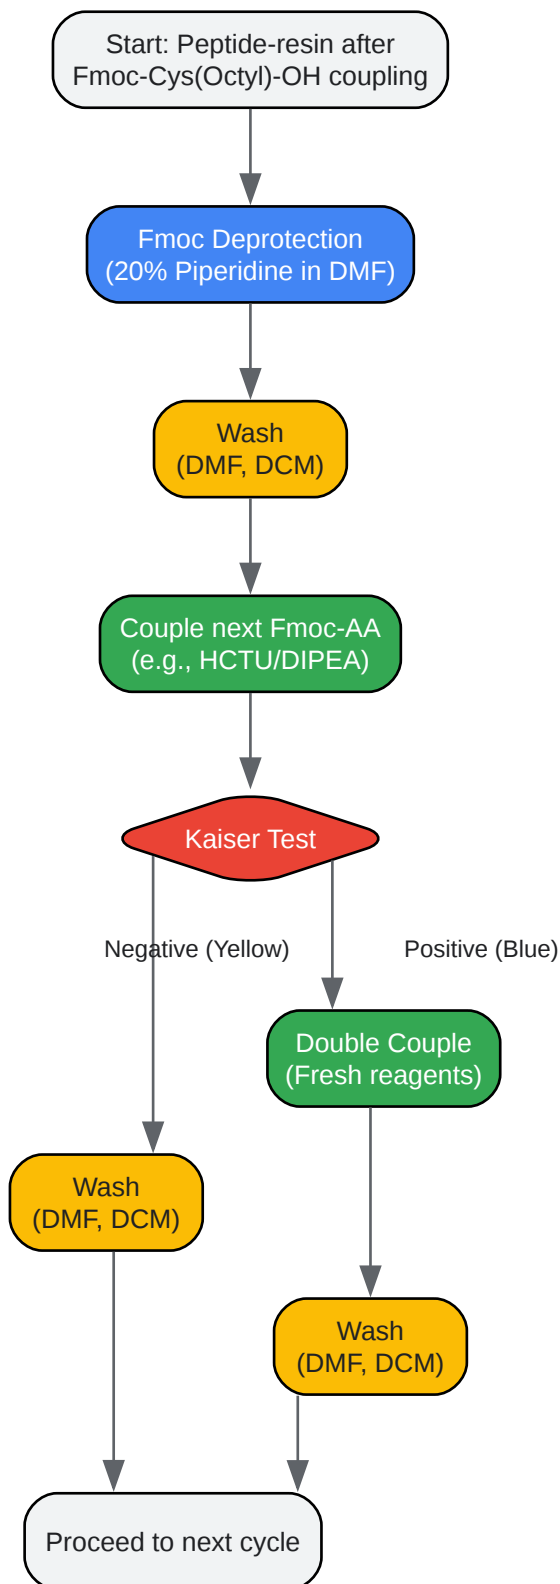 Start: Peptide-resin after
Fmoc-Cys(Octyl)-OH coupling
Fmoc Deprotection
(20% Piperidine in DMF)
Wash
(DMF, DCM)
Couple next Fmoc-AA
(e.g., HCTU/DIPEA)
Kaiser Test
Negative (Yellow)
Positive (Blue)
Double Couple
(Fresh reagents)
Wash
(DMF, DCM)
Wash
(DMF, DCM)
Proceed to next cycle